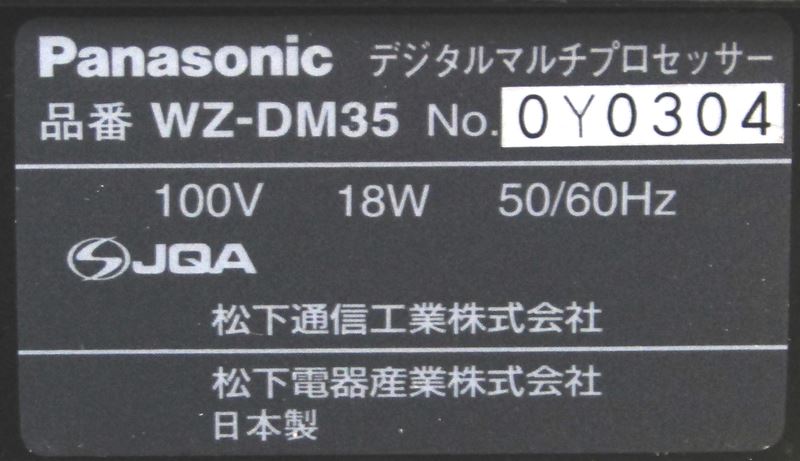 Panasonic デジタルマルチプロセッサー
品番 WZ-DM35 No. 0Y0304
100V 18W 50/60Hz
JQA
松下通信工業株式会社
松下電器産業株式会社
日本製